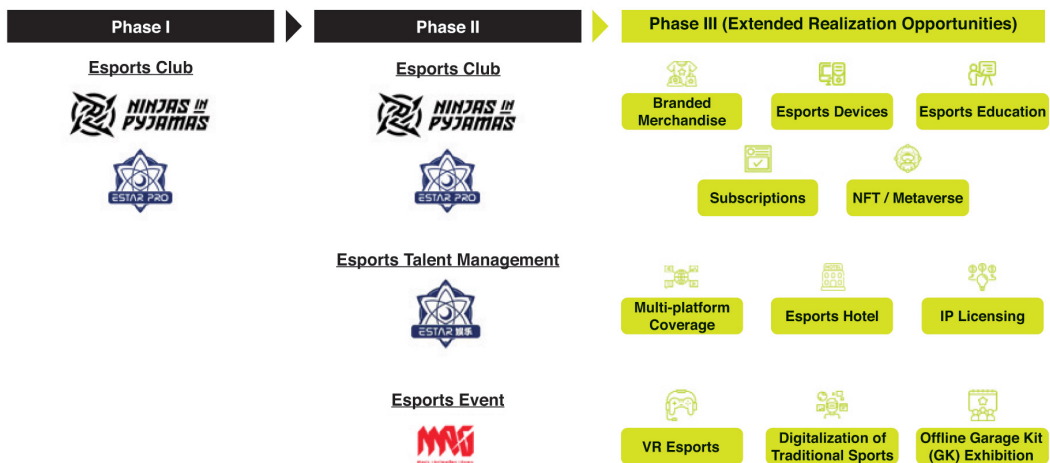 Phase I
Phase II
Phase III (Extended Realization Opportunities)
Esports Club
NINJAS IN
PYJAMAS
ESTAR PRO
Esports Club
NINJAS IN
PYJAMAS
ESTAR PRO
Branded
Merchandise
Esports Devices
Esports Education
Subscriptions
NFT / Metaverse
Esports Talent Management
ESTAR 娱乐
Multi-platform
Coverage
Esports Hotel
IP Licensing
Esports Event
VR Esports
Digitalization of
Traditional Sports
Offline Garage Kit
(GK) Exhibition